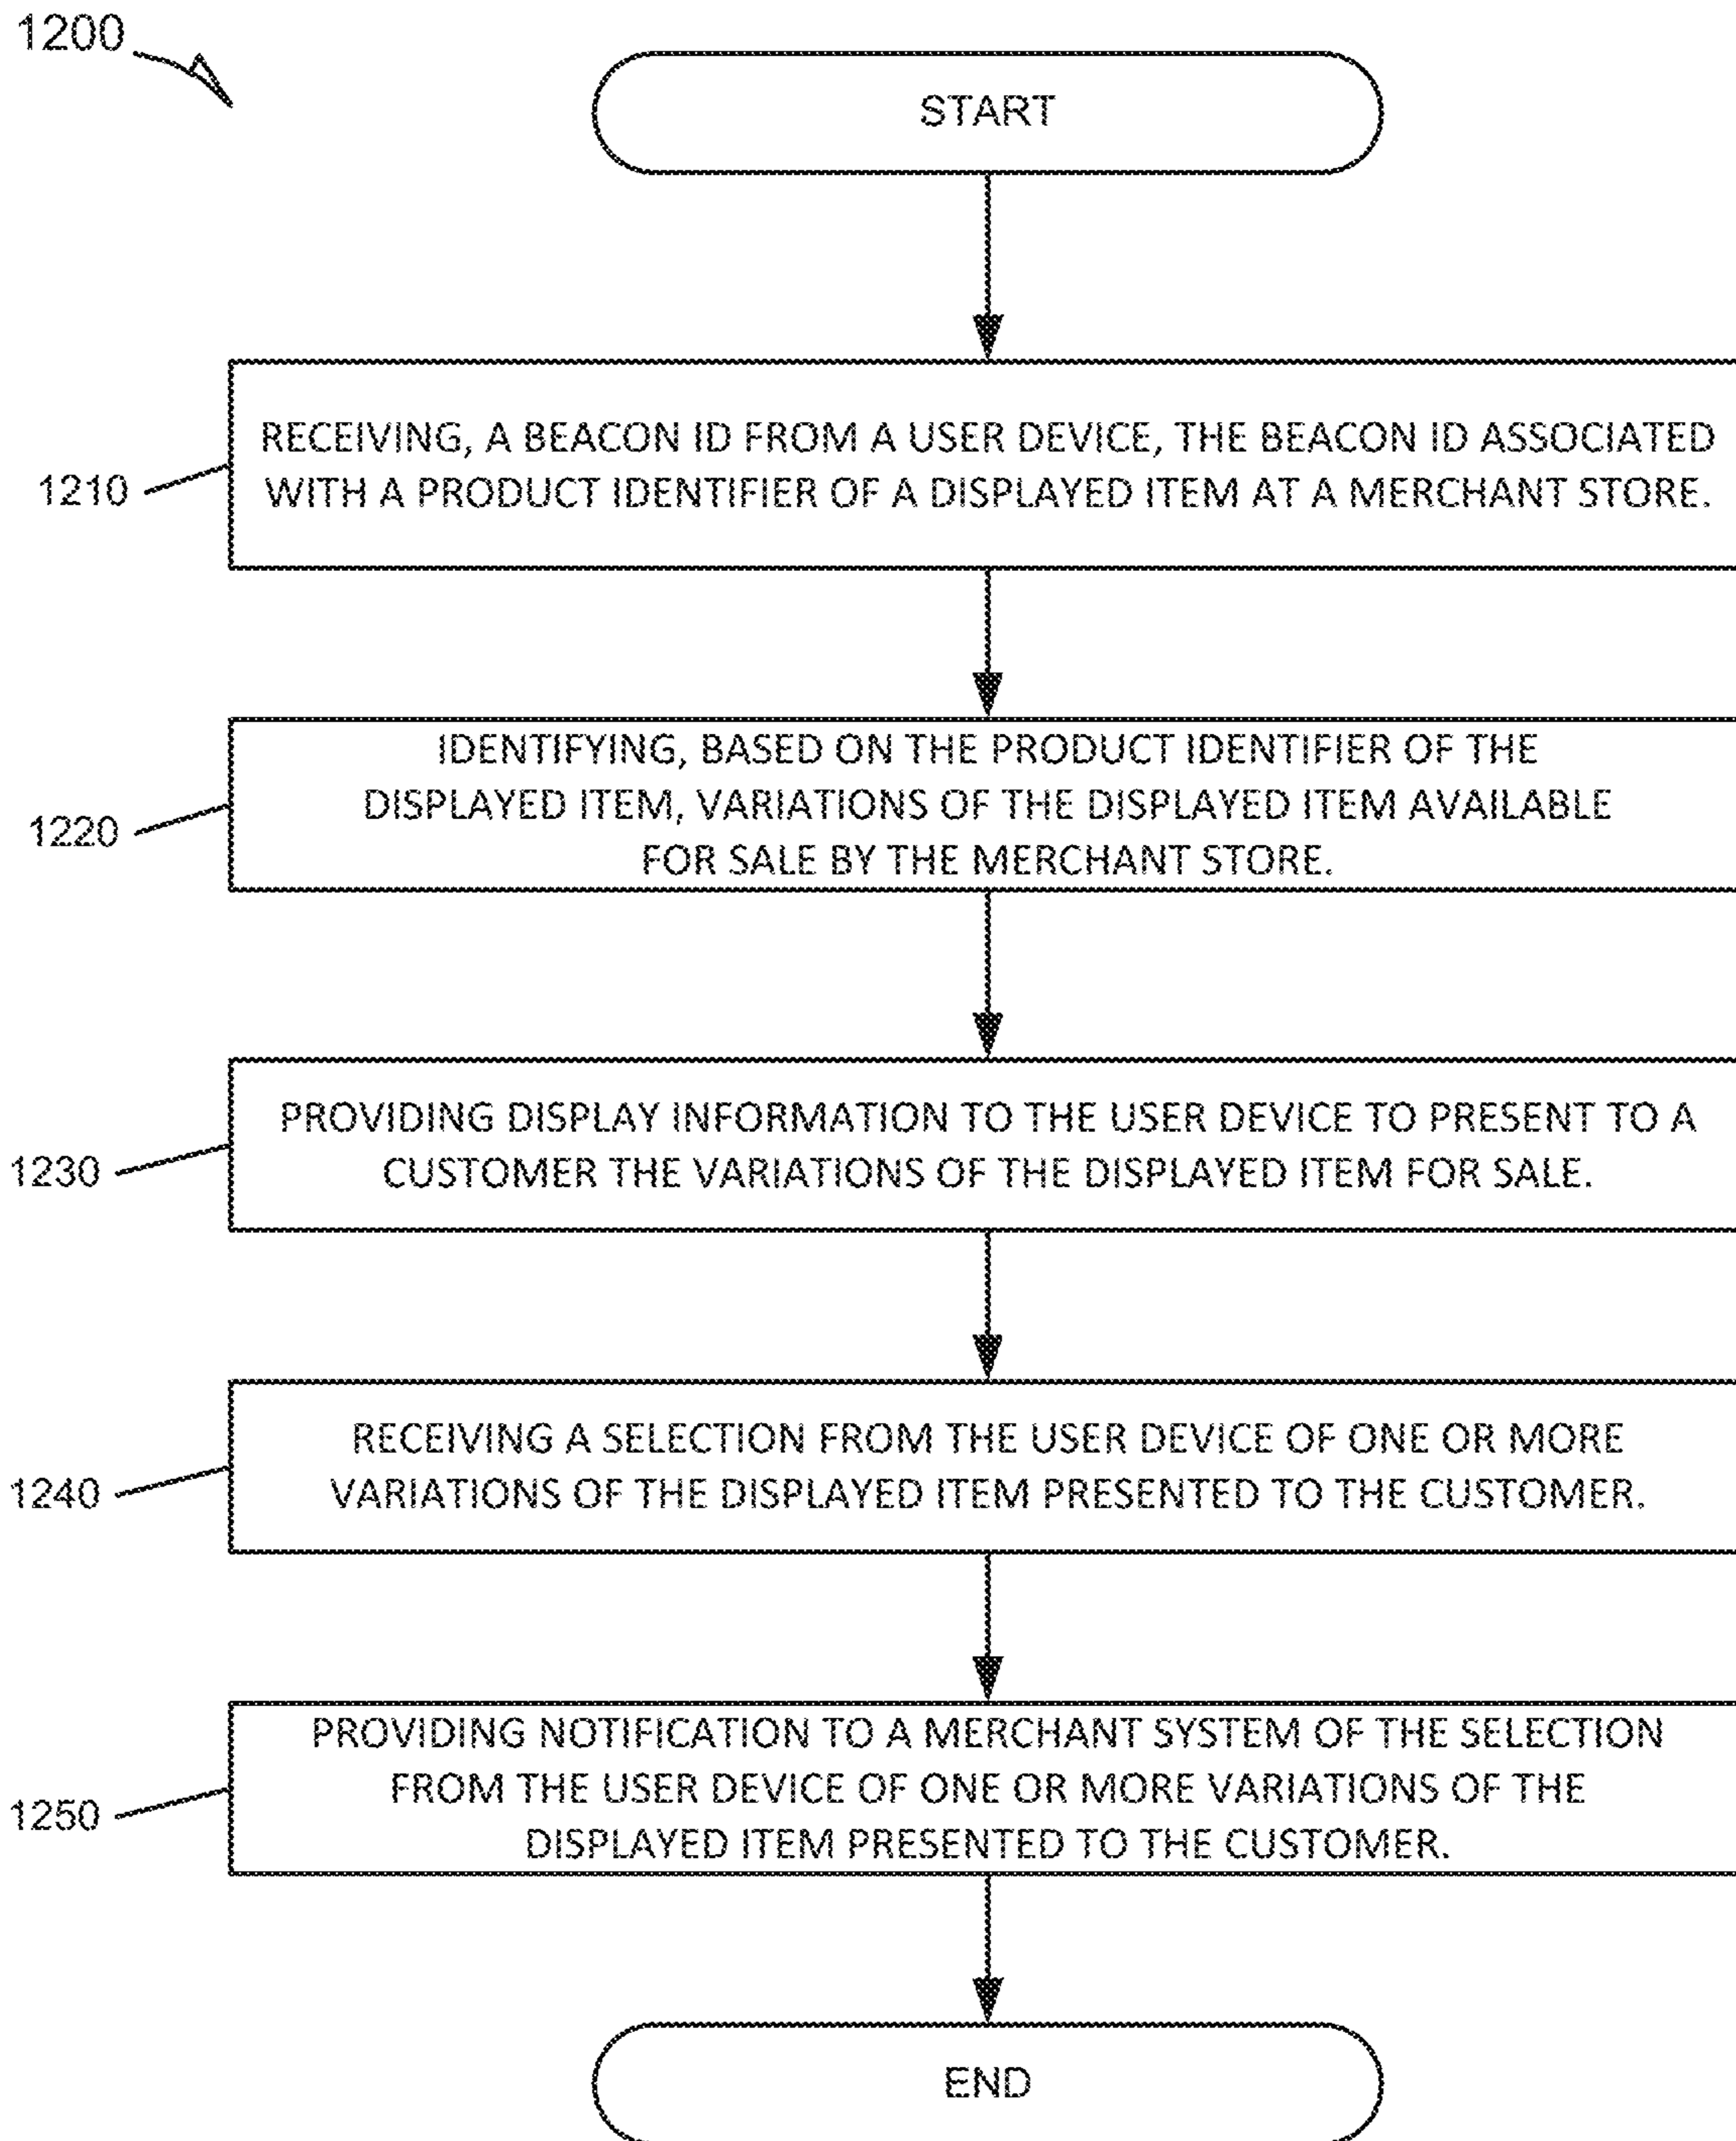 1200
START
1210
RECEIVING, A BEACON ID FROM A USER DEVICE, THE BEACON ID ASSOCIATED
WITH A PRODUCT IDENTIFIER OF A DISPLAYED ITEM AT A MERCHANT STORE.
1220
IDENTIFYING, BASED ON THE PRODUCT IDENTIFIER OF THE
DISPLAYED ITEM, VARIATIONS OF THE DISPLAYED ITEM AVAILABLE
FOR SALE BY THE MERCHANT STORE.
1230
PROVIDING DISPLAY INFORMATION TO THE USER DEVICE TO PRESENT TO A
CUSTOMER THE VARIATIONS OF THE DISPLAYED ITEM FOR SALE.
1240
RECEIVING A SELECTION FROM THE USER DEVICE OF ONE OR MORE
VARIATIONS OF THE DISPLAYED ITEM PRESENTED TO THE CUSTOMER.
1250
PROVIDING NOTIFICATION TO A MERCHANT SYSTEM OF THE SELECTION
FROM THE USER DEVICE OF ONE OR MORE VARIATIONS OF THE
DISPLAYED ITEM PRESENTED TO THE CUSTOMER.
END